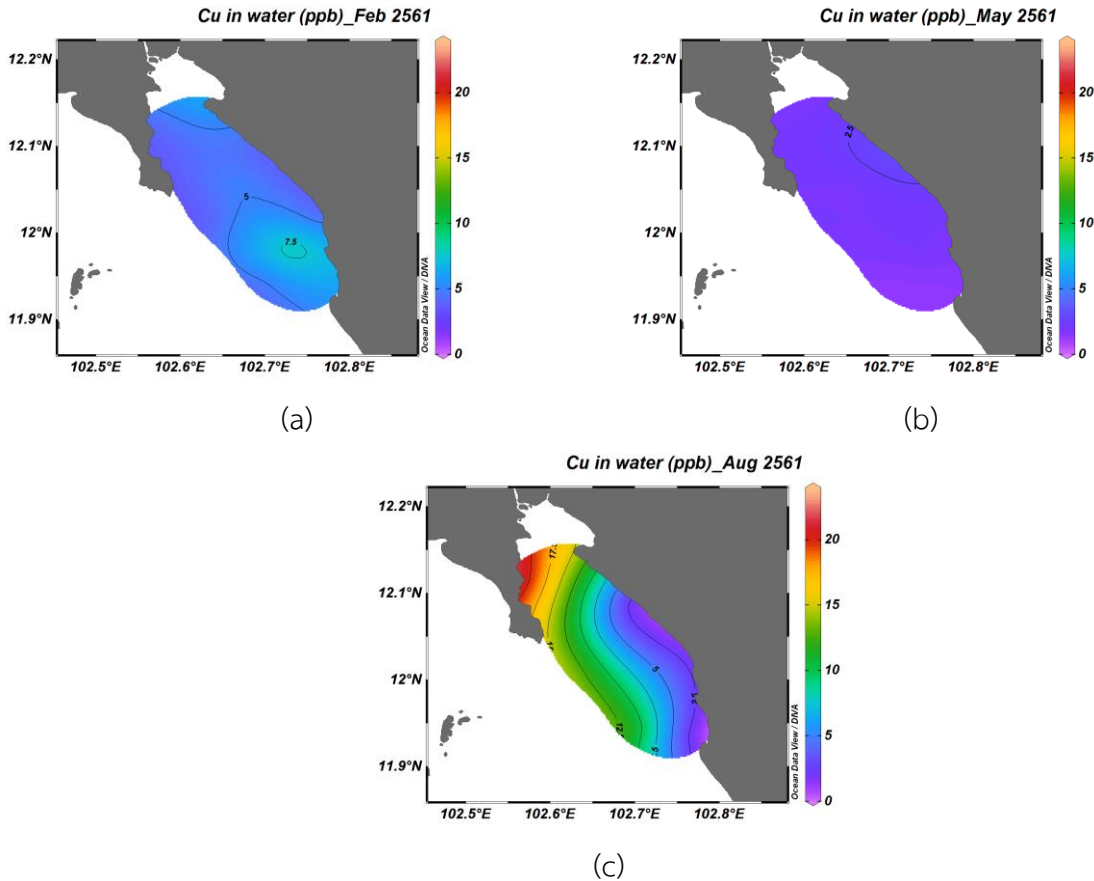 Cu in water (ppb)_Feb 2561
12.2°N
12.1°N
12°N
11.9°N
102.5°E 102.6°E 102.7°E 102.8°E
5
7.5
20
15
10
5
0
Ocean Data View / DIVA
(a)
Cu in water (ppb)_May 2561
12.2°N
12.1°N
12°N
11.9°N
102.5°E 102.6°E 102.7°E 102.8°E
2.5
20
15
10
5
0
Ocean Data View / DIVA
(b)
Cu in water (ppb)_Aug 2561
12.2°N
12.1°N
12°N
11.9°N
102.5°E 102.6°E 102.7°E 102.8°E
5
2.5
20
15
10
5
0
Ocean Data View / DIVA
(c)